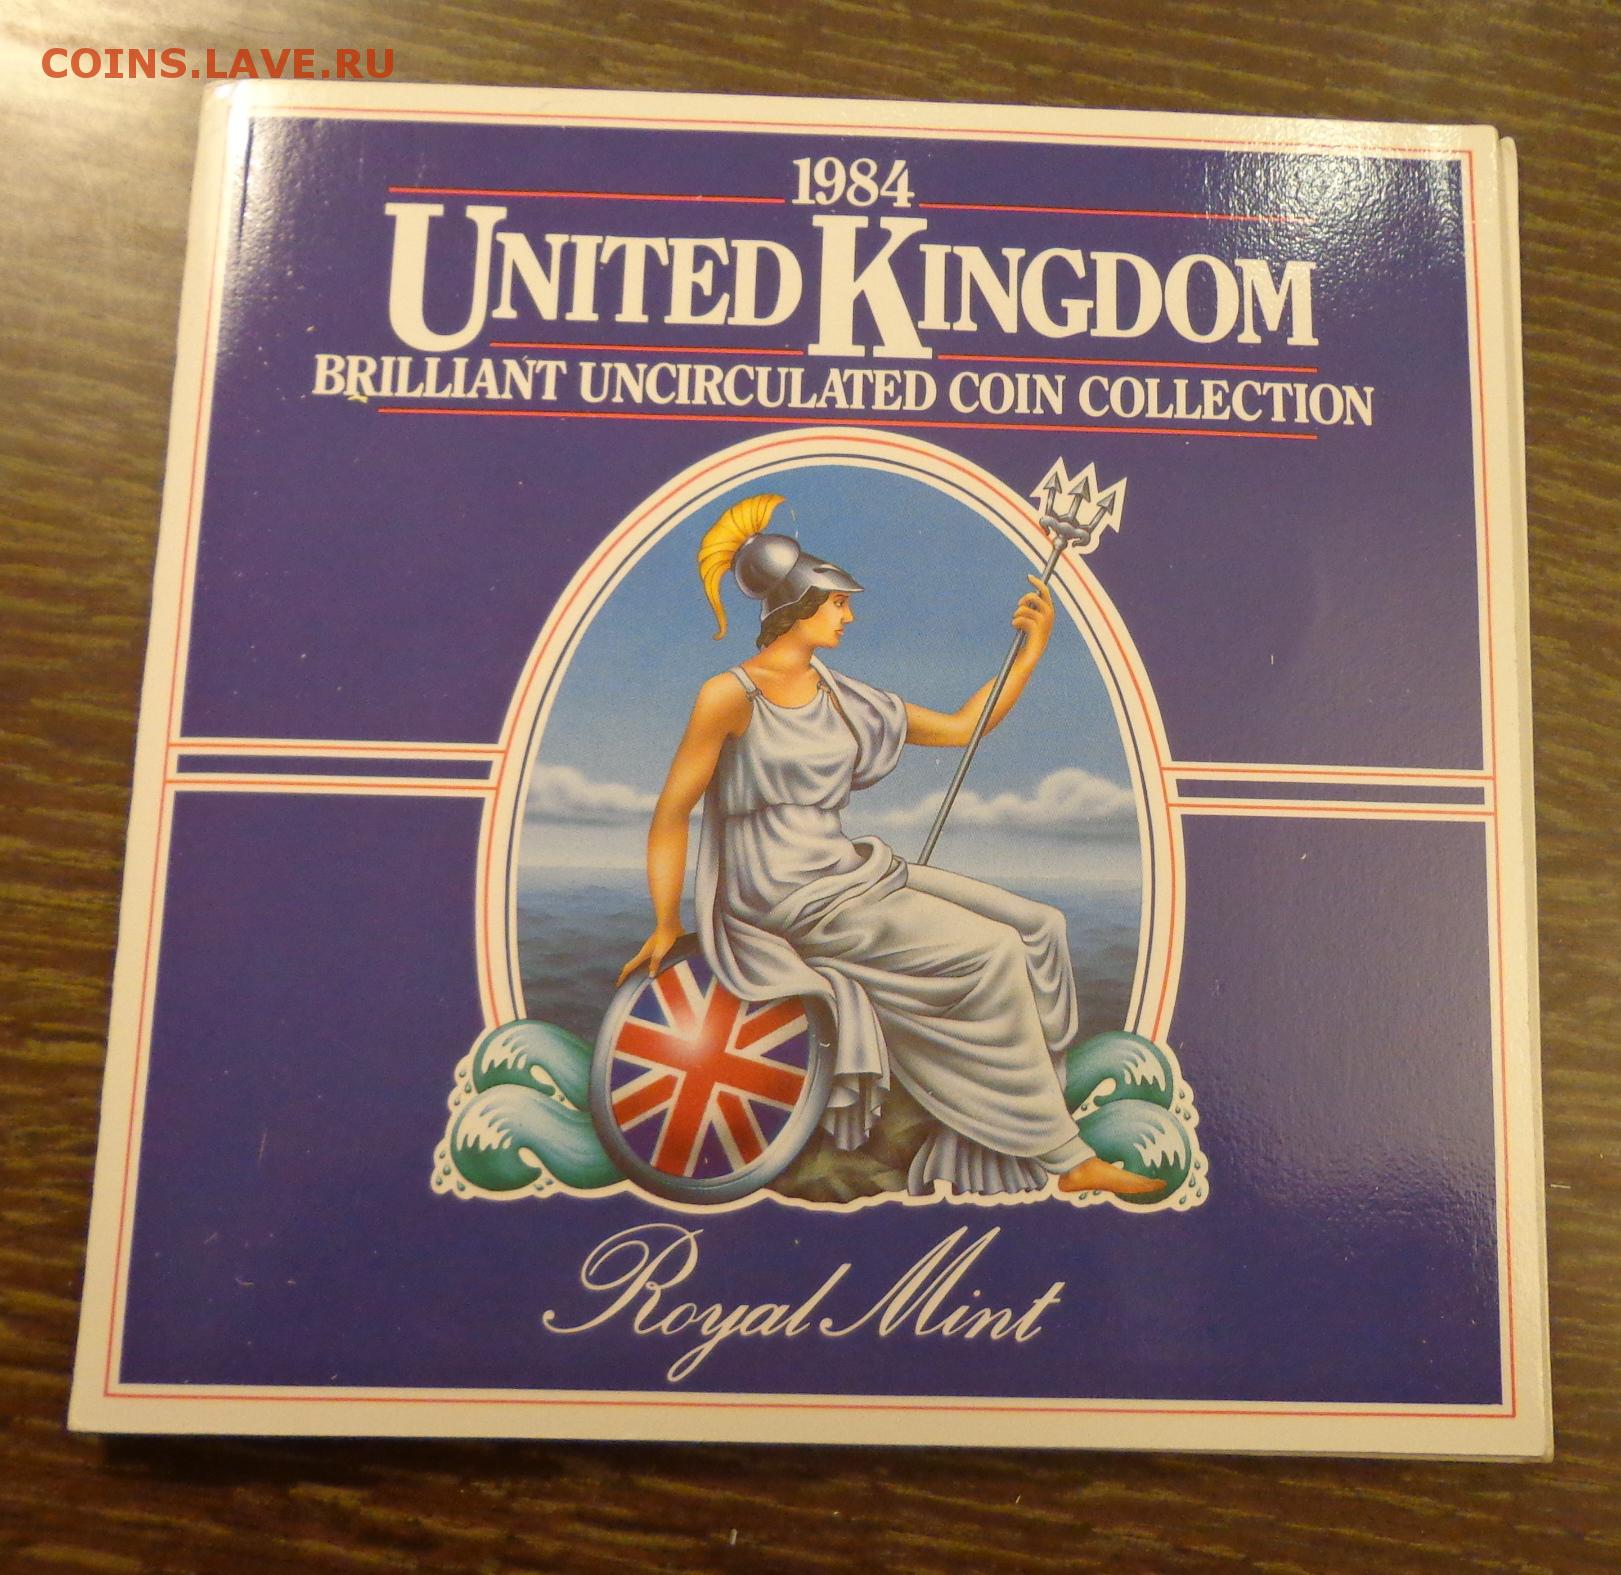 COINS.LAVE.RU
1984
UNITED KINGDOM
BRILLIANT UNCIRCULATED COIN COLLECTION
Royal Mint